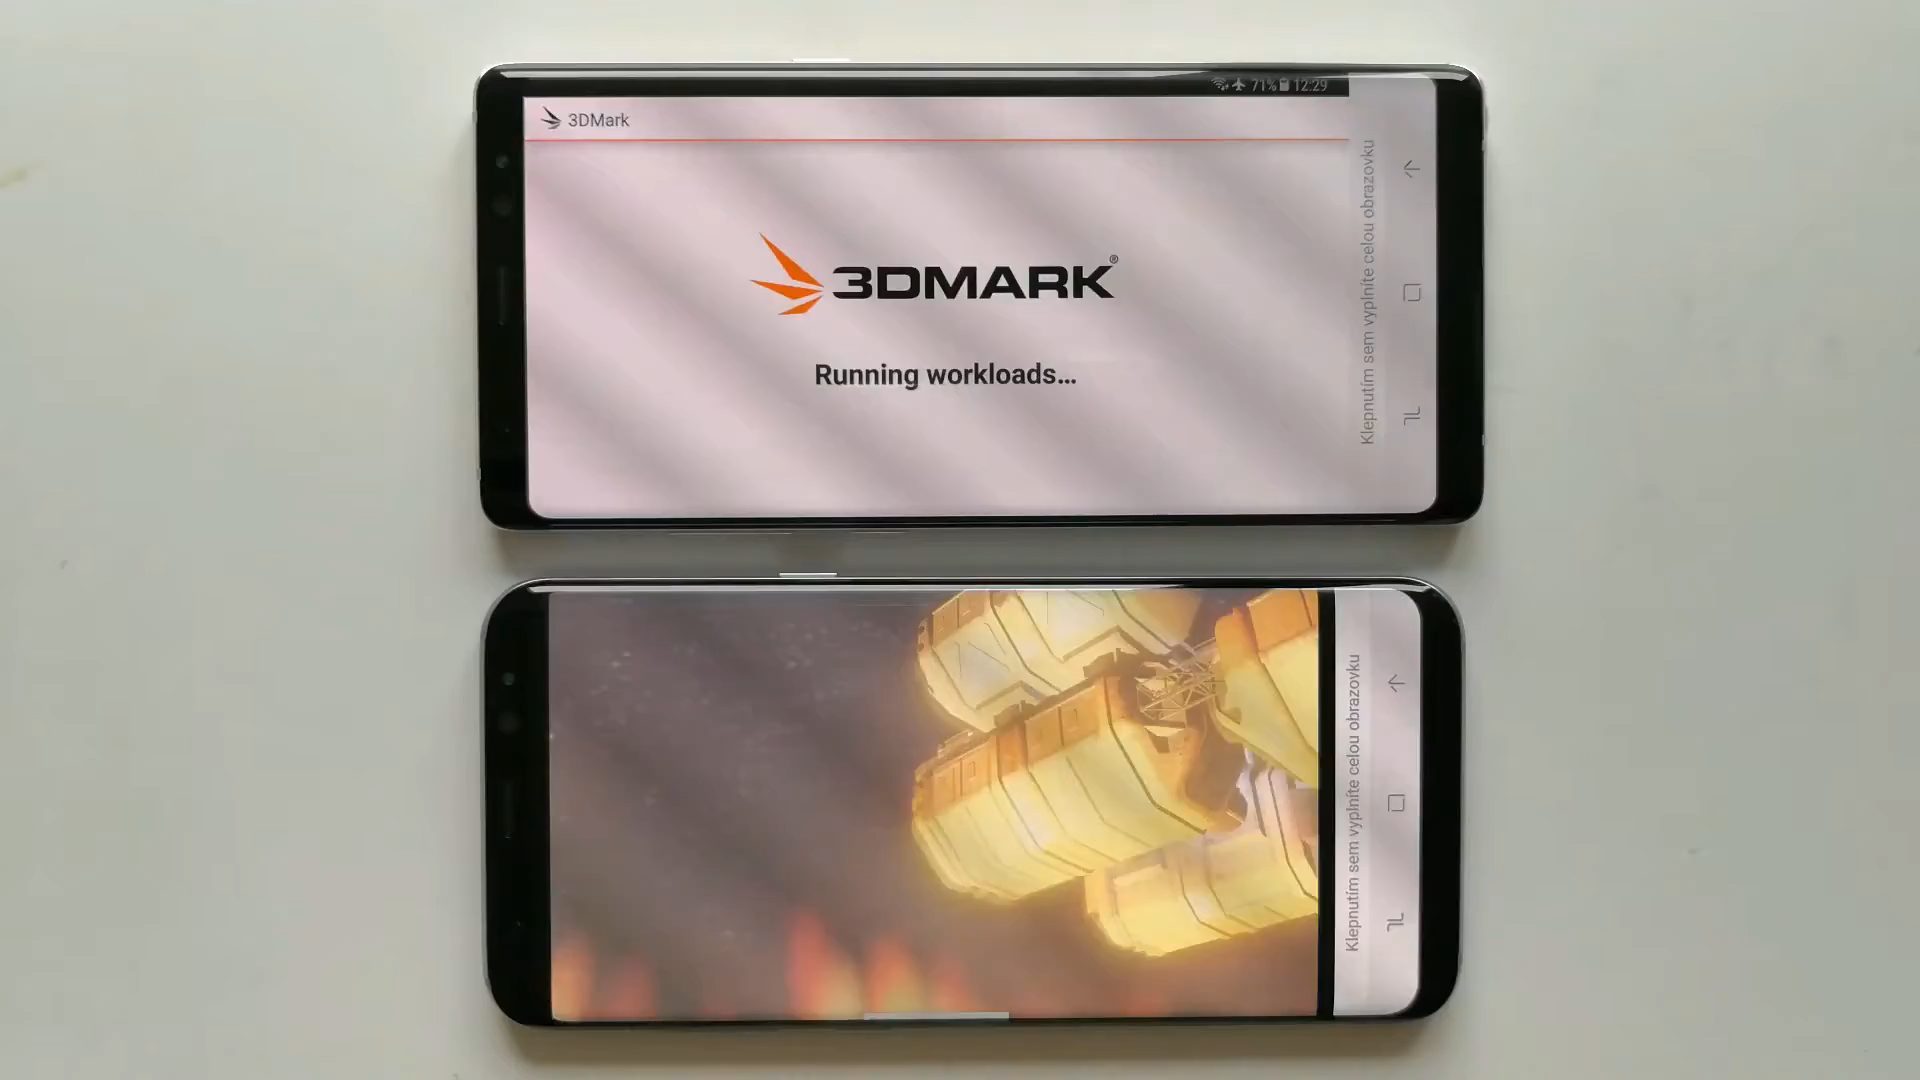 71% 12:29
3DMark
3DMARK®
Running workloads...
Klepnutím sem vyplníte celou obrazovku
Klepnutím sem vyplníte celou obrazovku